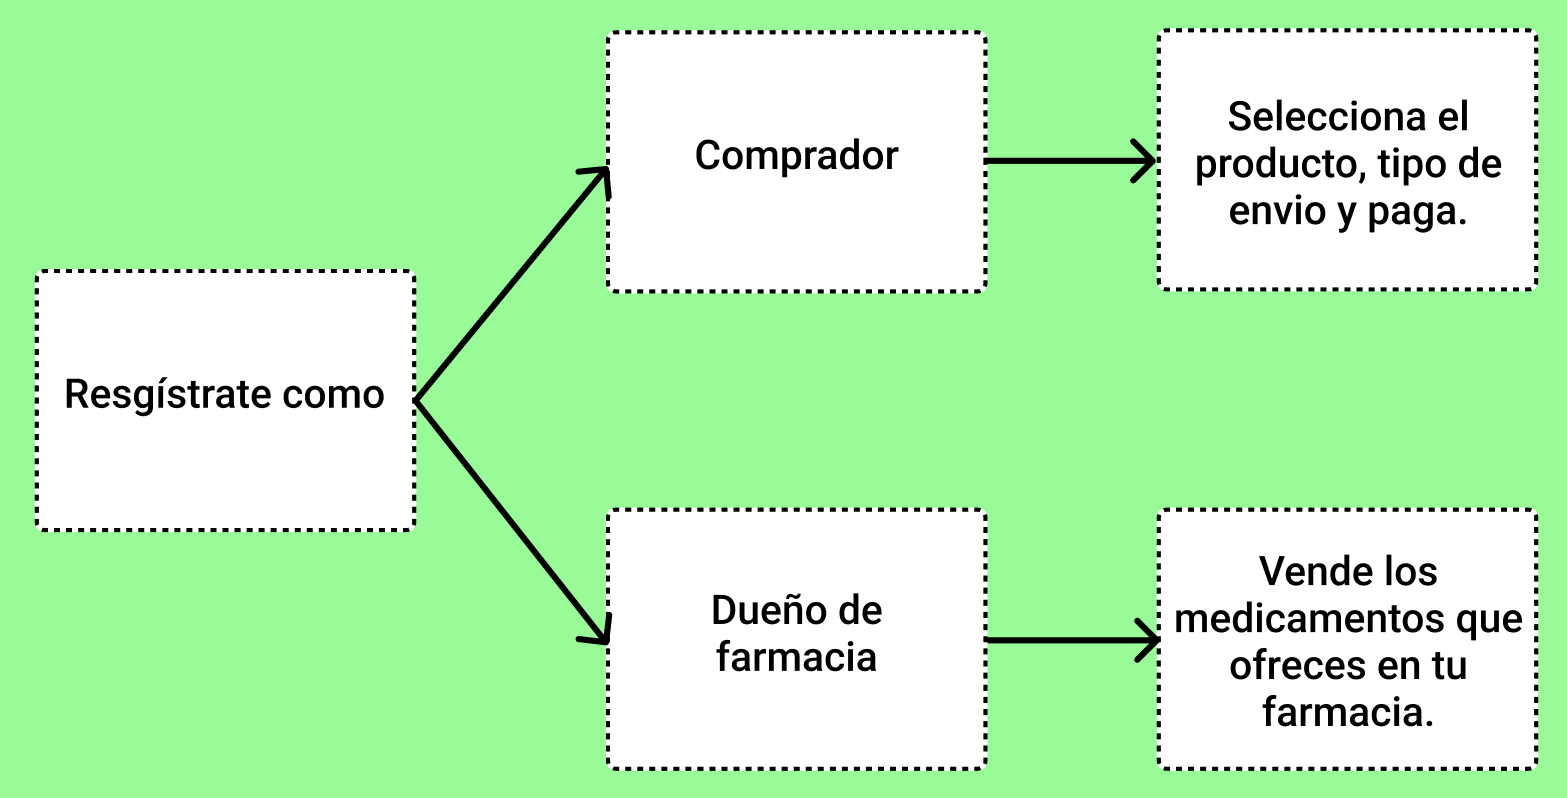 Resgístrate como
Comprador
Selecciona el
producto, tipo de
envio y paga.
Dueño de
farmacia
Vende los
medicamentos que
ofreces en tu
farmacia.